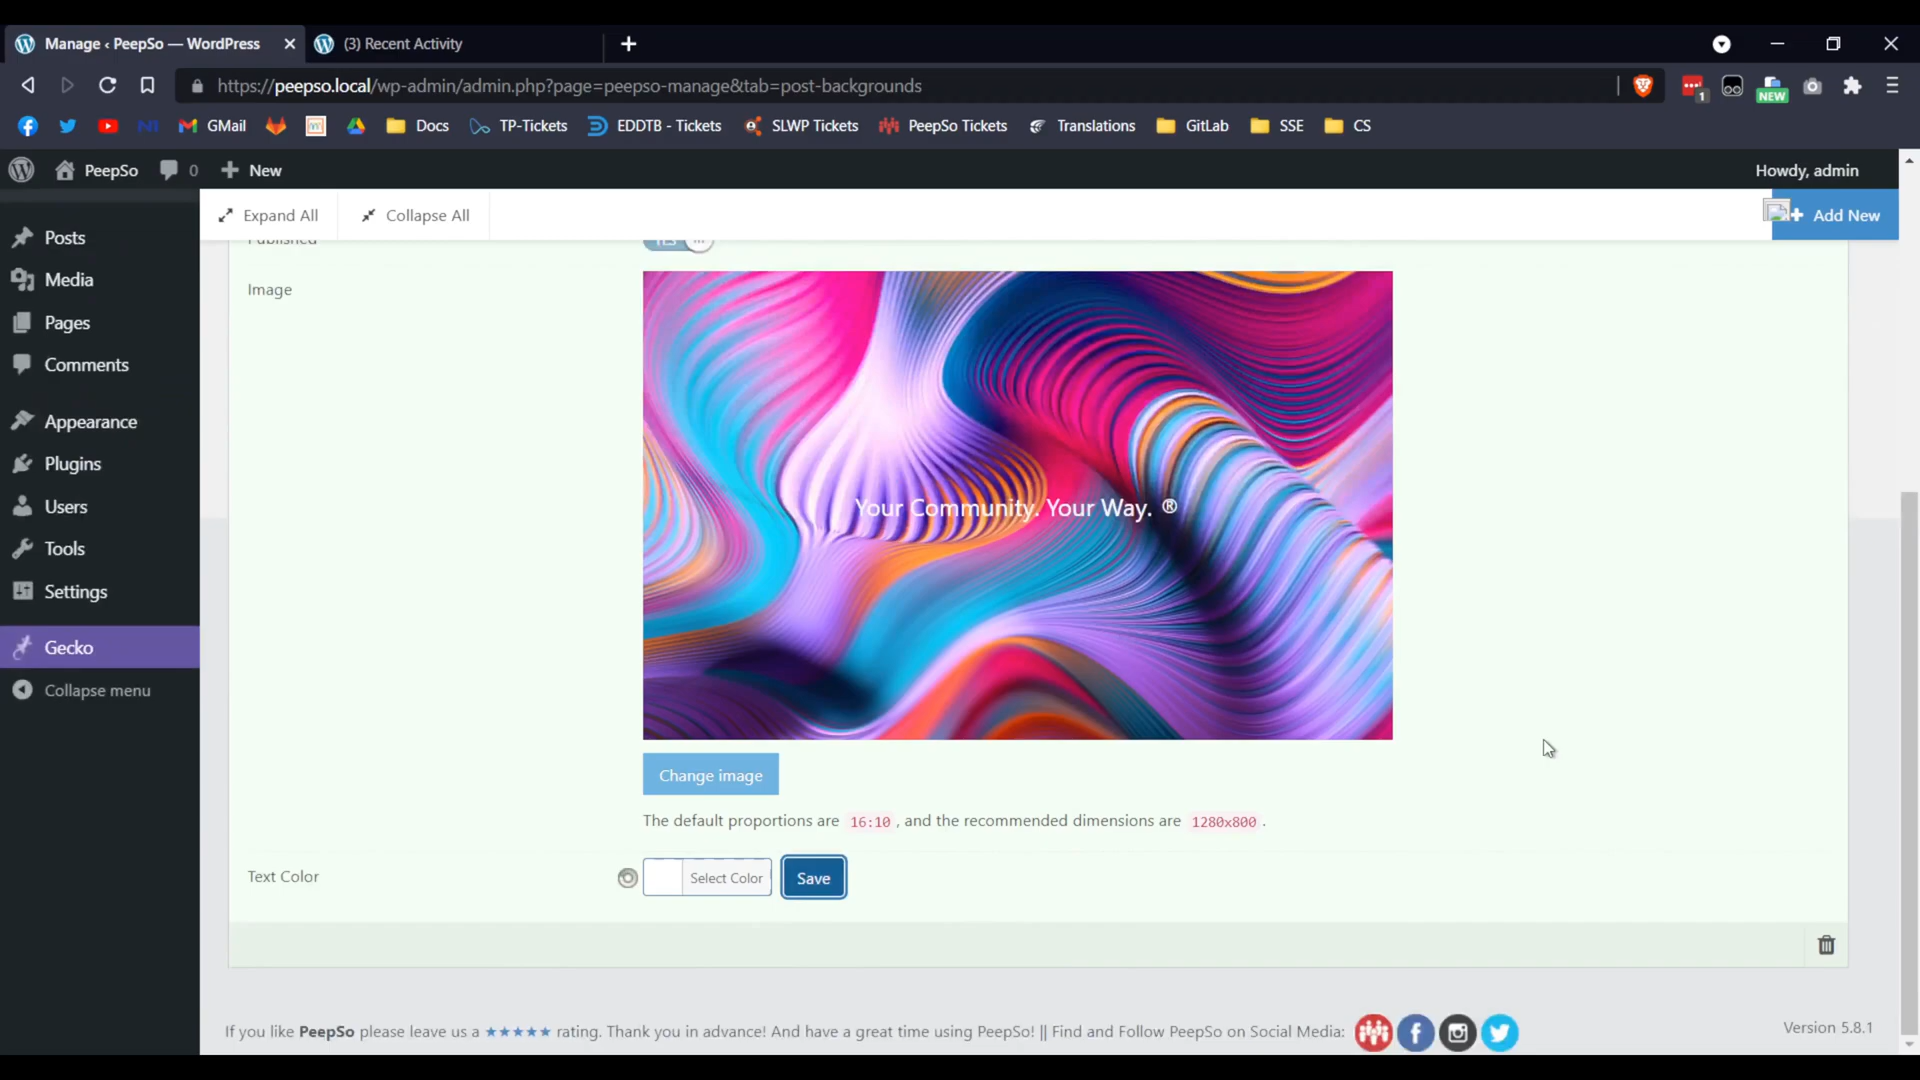 Manage ‹ PeepSo — WordPress
(3) Recent Activity
https://peepso.local/wp-admin/admin.php?page=peepso-manage&tab=post-backgrounds
1
NEW
GMail
Docs
TP-Tickets
EDDTB - Tickets
SLWP Tickets
PeepSo Tickets
Translations
GitLab
SSE
CS
PeepSo
0
New
Howdy, admin
Expand All
Collapse All
Add New
Posts
Media
Pages
Comments
Appearance
Plugins
Users
Tools
Settings
Gecko
Collapse menu
Published
YES
Image
Your Community. Your Way. ®
Change image
The default proportions are 16:10 , and the recommended dimensions are 1280x800 .
Text Color
Select Color
Save
If you like PeepSo please leave us a ★★★★★ rating. Thank you in advance! And have a great time using PeepSo! || Find and Follow PeepSo on Social Media:
Version 5.8.1